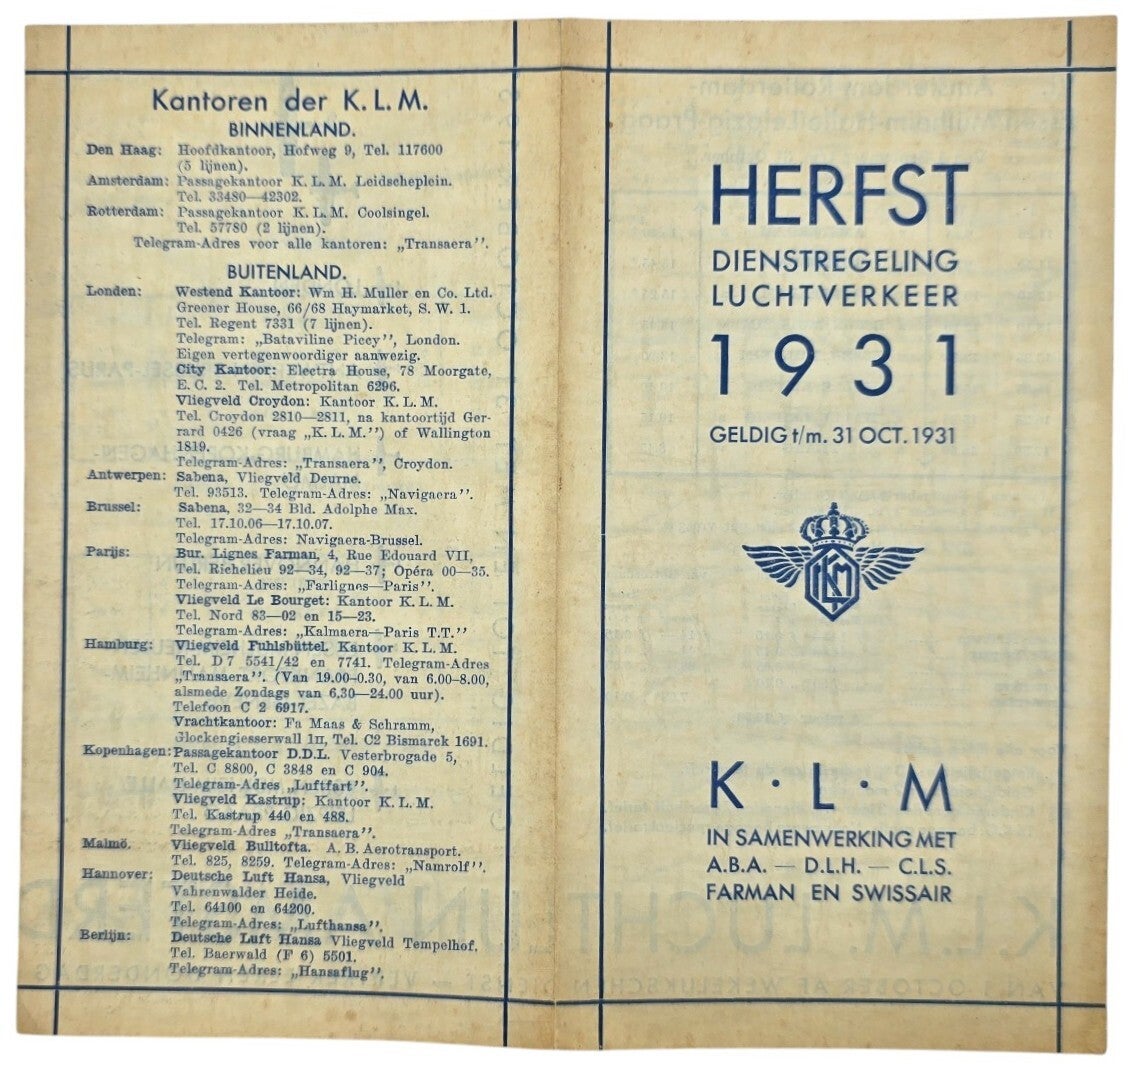 Kantoren der K. L. M.
BINNENLAND.
Den Haag: Hoofdkantoor, Hofweg 9, Tel. 117600
(5 lijnen).
Amsterdam: Passagekantoor K. L. M. Leidscheplein.
Tel. 33480—42302.
Rotterdam: Passagekantoor K. L. M. Coolsingel.
Tel. 57780 (2 lijnen).
Telegram-Adres voor alle kantoren: „Transaera”.
BUITENLAND.
Londen: Westend Kantoor: Wm H. Muller en Co. Ltd.
Greener House, 66/68 Haymarket, S. W. 1.
Tel. Regent 7331 (7 lijnen).
Telegram: „Bataviline Piccy”, London.
Eigen vertegenwoordiger aanwezig.
City Kantoor: Electra House, 78 Moorgate,
E. C. 2. Tel. Metropolitan 6296.
Vliegveld Croydon: Kantoor K. L. M.
Tel. Croydon 2810—2811, na kantoortijd Ger-
rard 0426 (vraag „K. L. M.”) of Wallington
1819.
Telegram-Adres: „Transaera”, Croydon.
Antwerpen: Sabena, Vliegveld Deurne.
Tel. 93513. Telegram-Adres: „Navigaera”.
Brussel: Sabena, 32—34 Bld. Adolphe Max.
Tel. 17.10.06—17.10.07.
Telegram-Adres: Navigaera-Brussel.
Parijs: Bur. Lignes Farman, 4, Rue Edouard VII,
Tel. Richelieu 92—34, 92—37; Opéra 00—35.
Telegram-Adres: „Farlignes—Paris”.
Vliegveld Le Bourget: Kantoor K. L. M.
Tel. Nord 83—02 en 15—23.
Telegram-Adres: „Kalmaera—Paris T.T.”
Hamburg: Vliegveld Fuhlsbüttel Kantoor K. L. M.
Tel. D 7 5541/42 en 7741. Telegram-Adres
„Transaera”. (Van 19.00-0.30, van 6.00-8.00,
alsmede Zondags van 6.30—24.00 uur).
Telefoon C 2 6917.
Vrachtkantoor: Fa Maas & Schramm,
Glockengiesserwall 1II, Tel. C2 Bismarck 1691.
Kopenhagen: Passagekantoor D.D.L. Vesterbrogade 5,
Tel. C 8800, C 3848 en C 904.
Telegram-Adres „Luftfart”.
Vliegveld Kastrup: Kantoor K. L. M.
Tel. Kastrup 440 en 488.
Telegram-Adres „Transaera”.
Malmö. Vliegveld Bulltofta. A. B. Aerotransport.
Tel. 825, 8259. Telegram-Adres: „Namrolf”.
Hannover: Deutsche Luft Hansa, Vliegveld
Vahrenwalder Heide.
Tel. 64100 en 64200.
Telegram-Adres: „Lufthansa”.
Berlijn: Deutsche Luft Hansa Vliegveld Tempelhof.
Tel. Baerwald (F 6) 5501.
Telegram-Adres: „Hansaflug”.
HERFST
DIENSTREGELING
LUCHTVERKEER
1931
GELDIG t/m. 31 OCT. 1931
KLM
K · L · M
IN SAMENWERKING MET
A.B.A. — D.L.H. — C.L.S.
FARMAN EN SWISSAIR